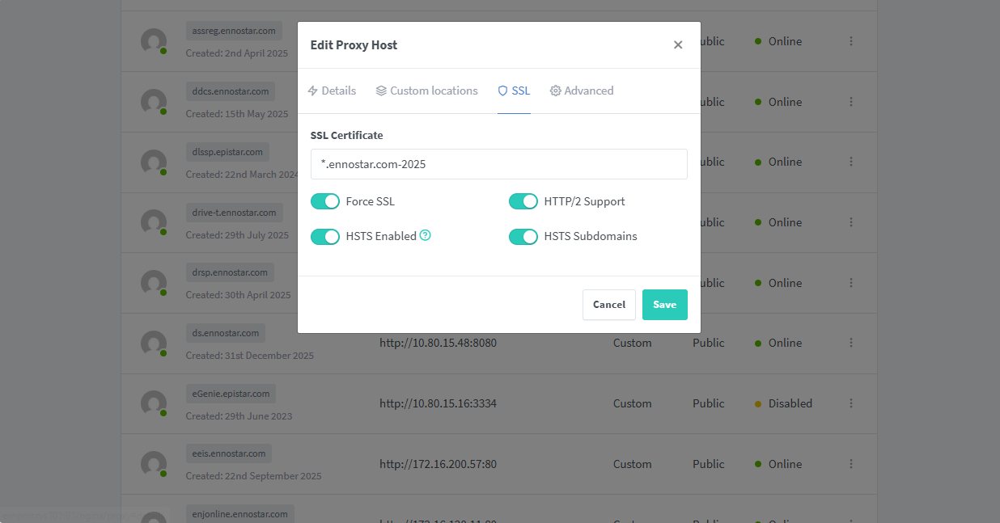 assreg.ennostar.com
Created: 2nd April 2025
ublic
Online
ddcs.ennostar.com
Created: 15th May 2025
ublic
Online
dlssp.epistar.com
Created: 22nd March 2024
ublic
Online
drive-t.ennostar.com
Created: 29th July 2025
ublic
Online
drsp.ennostar.com
Created: 30th April 2025
ublic
Online
Edit Proxy Host
Details
Custom locations
SSL
Advanced
SSL Certificate
*.ennostar.com-2025
Force SSL
HTTP/2 Support
HSTS Enabled
HSTS Subdomains
Cancel
Save
ds.ennostar.com
Created: 31st December 2025
http://10.80.15.48:8080
Custom
Public
Online
eGenie.epistar.com
Created: 29th June 2023
http://10.80.15.16:3334
Custom
Public
Disabled
eeis.ennostar.com
Created: 22nd September 2025
http://172.16.200.57:80
Custom
Public
Online
enjonline.ennostar.com